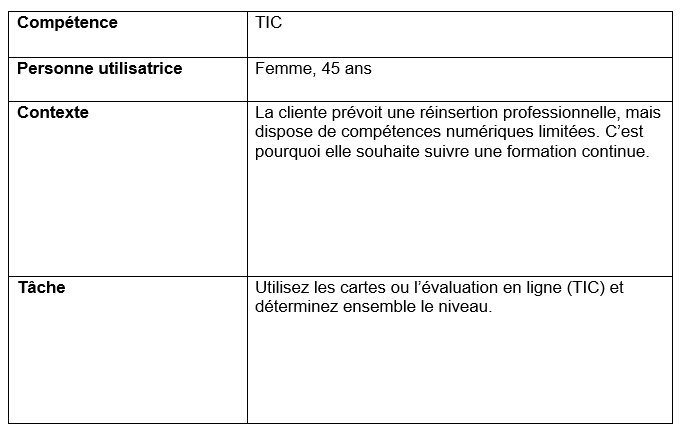 Compétence
TIC
Personne utilisatrice
Femme, 45 ans
Contexte
La cliente prévoit une réinsertion professionnelle, mais
dispose de compétences numériques limitées. C’est
pourquoi elle souhaite suivre une formation continue.
Tâche
Utilisez les cartes ou l’évaluation en ligne (TIC) et
déterminez ensemble le niveau.